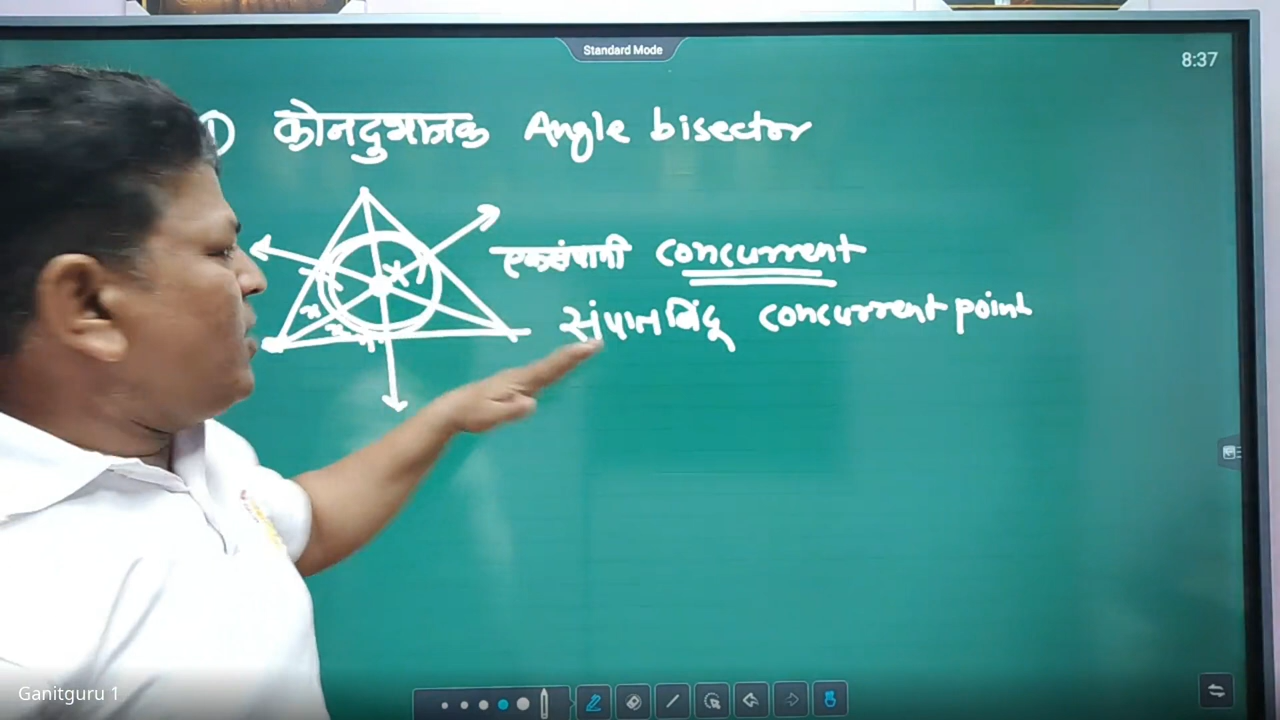 Standard Mode
8:37
1) कोनदुभाजक Angle bisector
एकसंपाती concurrent
संपातबिंदू concurrent point
x
x
Ganitguru 1